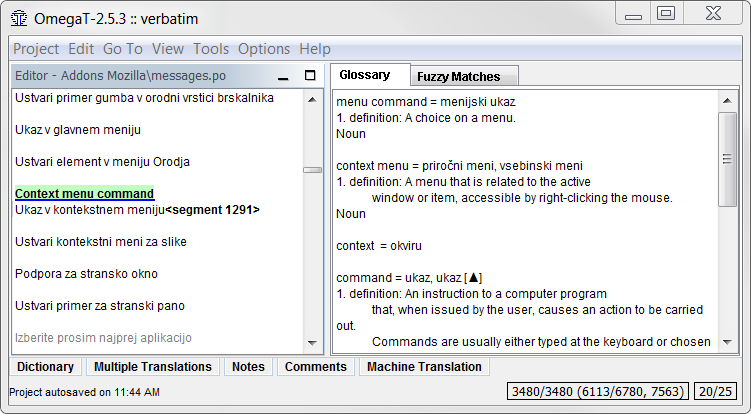 OmegaT-2.5.3 :: verbatim
Project Edit Go To View Tools Options Help
Editor - Addons Mozilla\messages.po
Ustvari primer gumba v orodni vrstici brskalnika
Ukaz v glavnem meniju
Ustvari element v meniju Orodja
Context menu command
Ukaz v kontekstnem meniju<segment 1291>
Ustvari kontekstni meni za slike
Podpora za stransko okno
Ustvari primer za stranski pano
Izberite prosim najprej aplikacijo
Glossary
Fuzzy Matches
menu command = menijski ukaz
1. definition: A choice on a menu.
Noun
context menu = priročni meni, vsebinski meni
1. definition: A menu that is related to the active
window or item, accessible by right-clicking the mouse.
Noun
context = okviru
command = ukaz, ukaz [▲]
1. definition: An instruction to a computer program
that, when issued by the user, causes an action to be carried
out.
Commands are usually either typed at the keyboard or chosen
Dictionary Multiple Translations Notes Comments Machine Translation
Project autosaved on 11:44 AM
3480/3480 (6113/6780, 7563) 20/25